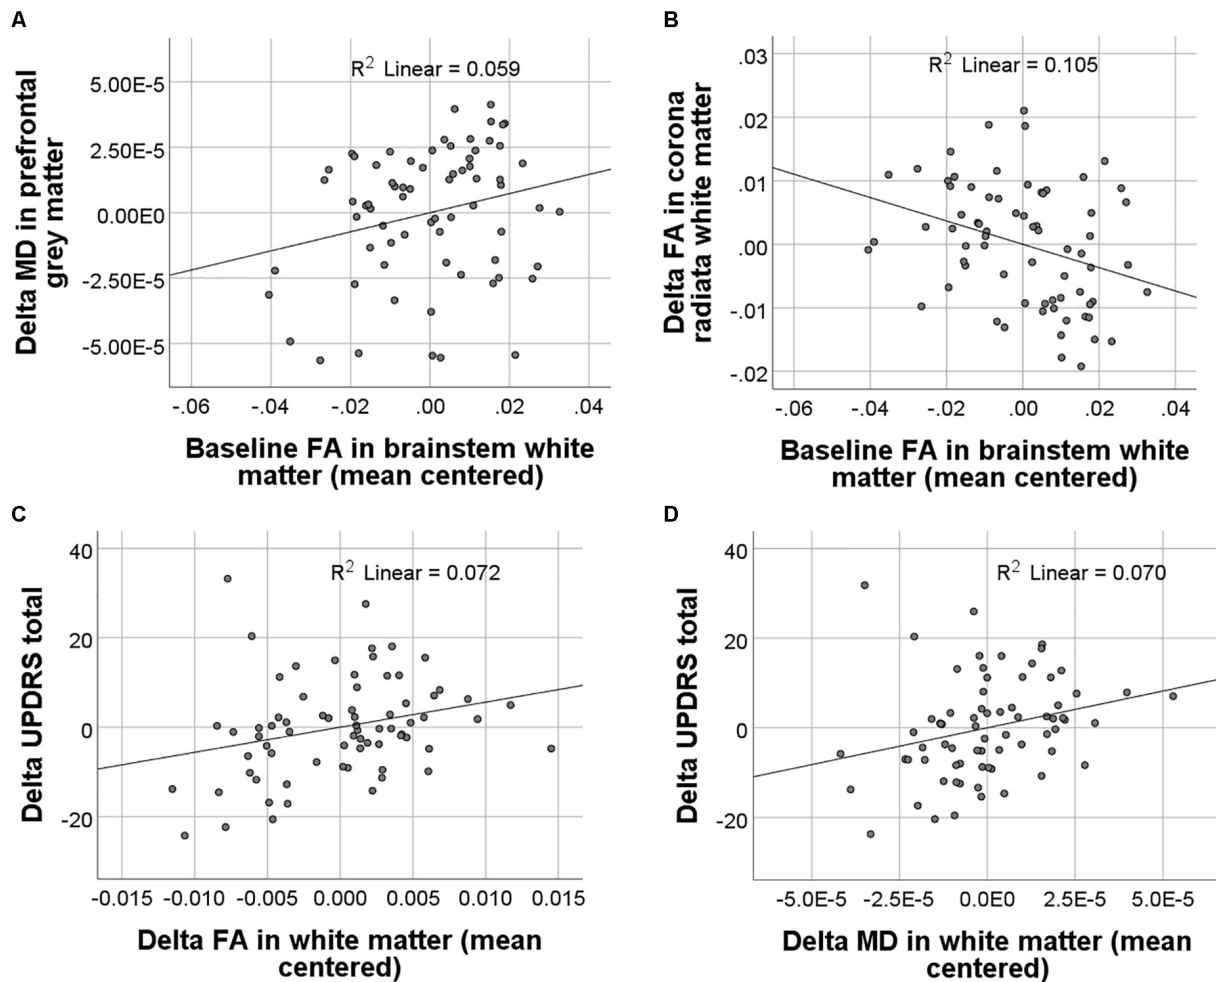 A
R2 Linear = 0.059
Delta MD in prefrontal
grey matter
5.00E-5
2.50E-5
0.00E0
-2.50E-5
-5.00E-5
-.06 -.04 -.02 .00 .02 .04
Baseline FA in brainstem white
matter (mean centered)
B
R2 Linear = 0.105
Delta FA in corona
radiata white matter
.03
.02
.01
.00
-.01
-.02
-.06 -.04 -.02 .00 .02 .04
Baseline FA in brainstem white
matter (mean centered)
C
R2 Linear = 0.072
Delta UPDRS total
40
20
0
-20
-0.015 -0.010 -0.005 0.000 0.005 0.010 0.015
Delta FA in white matter (mean
centered)
D
R2 Linear = 0.070
Delta UPDRS total
40
20
0
-20
-5.0E-5 -2.5E-5 0.0E0 2.5E-5 5.0E-5
Delta MD in white matter (mean
centered)